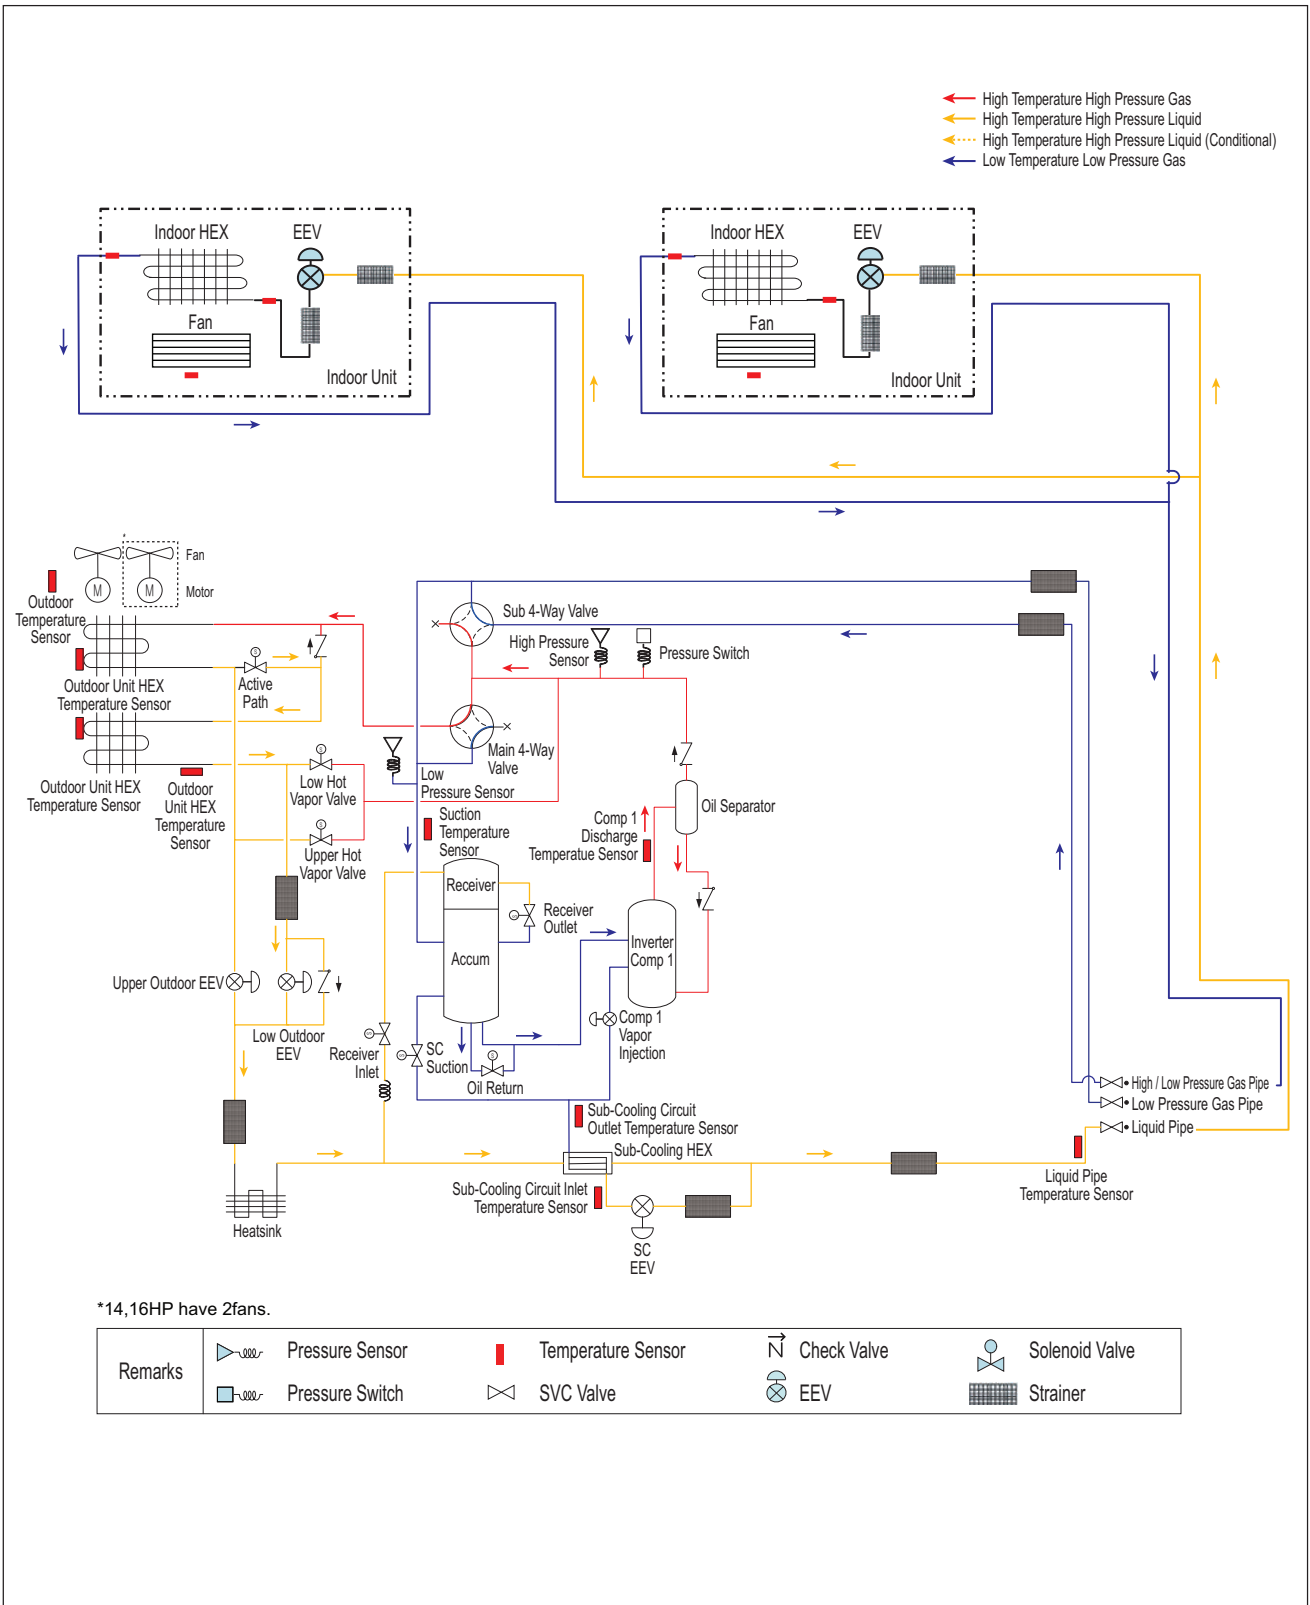 High Temperature High Pressure Gas
High Temperature High Pressure Liquid
High Temperature High Pressure Liquid (Conditional)
Low Temperature Low Pressure Gas
Indoor HEX
EEV
Fan
Indoor Unit
Indoor HEX
EEV
Fan
Indoor Unit
*
Fan
M
M
Motor
Outdoor
Temperature
Sensor
Sub 4-Way Valve
High Pressure
Sensor
Pressure Switch
S
Active
Path
Outdoor Unit HEX
Temperature Sensor
Main 4-Way
Valve
Outdoor Unit HEX
Temperature Sensor
Outdoor
Unit HEX
Temperature
Sensor
S
Low Hot
Vapor Valve
Low
Pressure Sensor
S
Upper Hot
Vapor Valve
Suction
Temperature
Sensor
Comp 1
Discharge
Temperatue Sensor
Oil Separator
Receiver
S
Receiver
Outlet
Accum
Inverter
Comp 1
Upper Outdoor EEV
Low Outdoor
EEV
S
Receiver
Inlet
S
SC
Suction
S
Oil Return
Comp 1
Vapor
Injection
High / Low Pressure Gas Pipe
Low Pressure Gas Pipe
Liquid Pipe
Sub-Cooling Circuit
Outlet Temperature Sensor
Sub-Cooling HEX
Sub-Cooling Circuit Inlet
Temperature Sensor
Liquid Pipe
Temperature Sensor
Heatsink
SC
EEV
*14,16HP have 2fans.
Remarks
Pressure Sensor
Temperature Sensor
Check Valve
Solenoid Valve
Pressure Switch
SVC Valve
EEV
Strainer